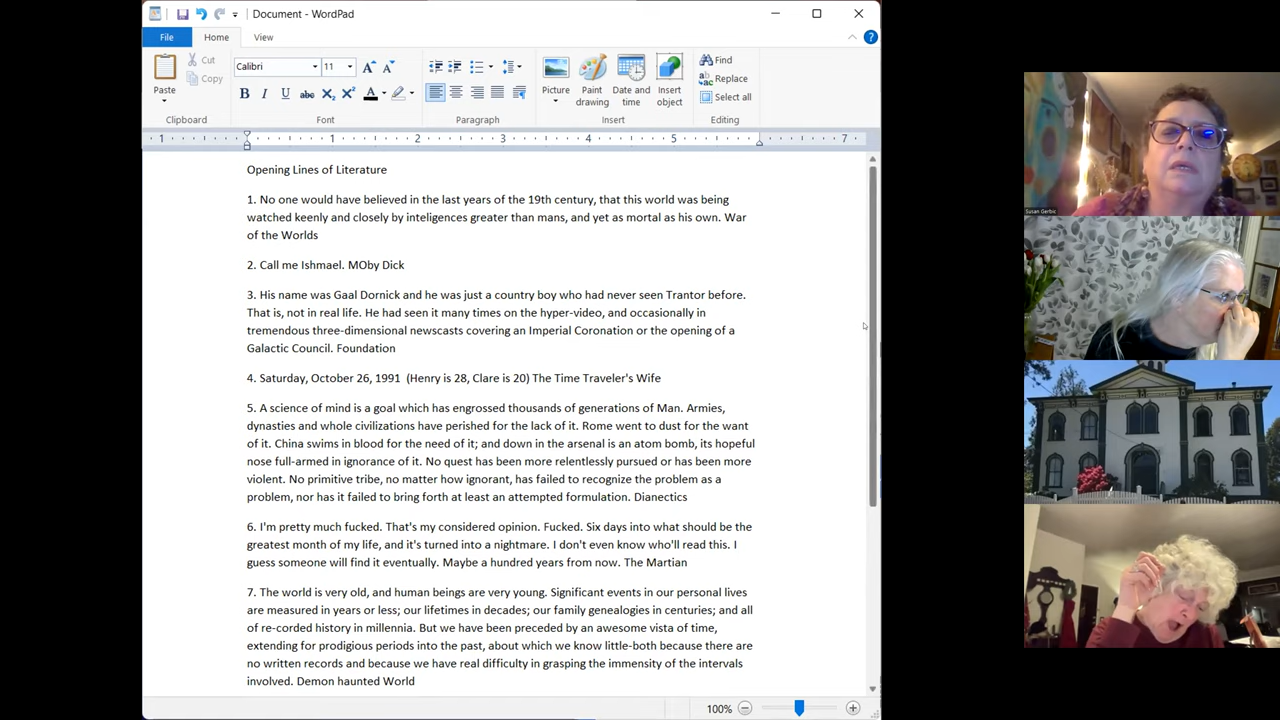 Document - WordPad
File Home View
Paste
Cut
Copy
Clipboard
Calibri 11
B I U abc X₂ X² A
Font
Paragraph
Picture
Paint drawing
Date and time
Insert object
Insert
Find
Replace
Select all
Editing
1 1 2 3 4 5 7
Opening Lines of Literature
1. No one would have believed in the last years of the 19th century, that this world was being
watched keenly and closely by inteligences greater than mans, and yet as mortal as his own. War
of the Worlds
2. Call me Ishmael. MOby Dick
3. His name was Gaal Dornick and he was just a country boy who had never seen Trantor before.
That is, not in real life. He had seen it many times on the hyper-video, and occasionally in
tremendous three-dimensional newscasts covering an Imperial Coronation or the opening of a
Galactic Council. Foundation
4. Saturday, October 26, 1991  (Henry is 28, Clare is 20) The Time Traveler's Wife
5. A science of mind is a goal which has engrossed thousands of generations of Man. Armies,
dynasties and whole civilizations have perished for the lack of it. Rome went to dust for the want
of it. China swims in blood for the need of it; and down in the arsenal is an atom bomb, its hopeful
nose full-armed in ignorance of it. No quest has been more relentlessly pursued or has been more
violent. No primitive tribe, no matter how ignorant, has failed to recognize the problem as a
problem, nor has it failed to bring forth at least an attempted formulation. Dianectics
6. I'm pretty much fucked. That's my considered opinion. Fucked. Six days into what should be the
greatest month of my life, and it's turned into a nightmare. I don't even know who'll read this. I
guess someone will find it eventually. Maybe a hundred years from now. The Martian
7. The world is very old, and human beings are very young. Significant events in our personal lives
are measured in years or less; our lifetimes in decades; our family genealogies in centuries; and all
of re-corded history in millennia. But we have been preceded by an awesome vista of time,
extending for prodigious periods into the past, about which we know little-both because there are
no written records and because we have real difficulty in grasping the immensity of the intervals
involved. Demon haunted World
100%
Susan Gerbic